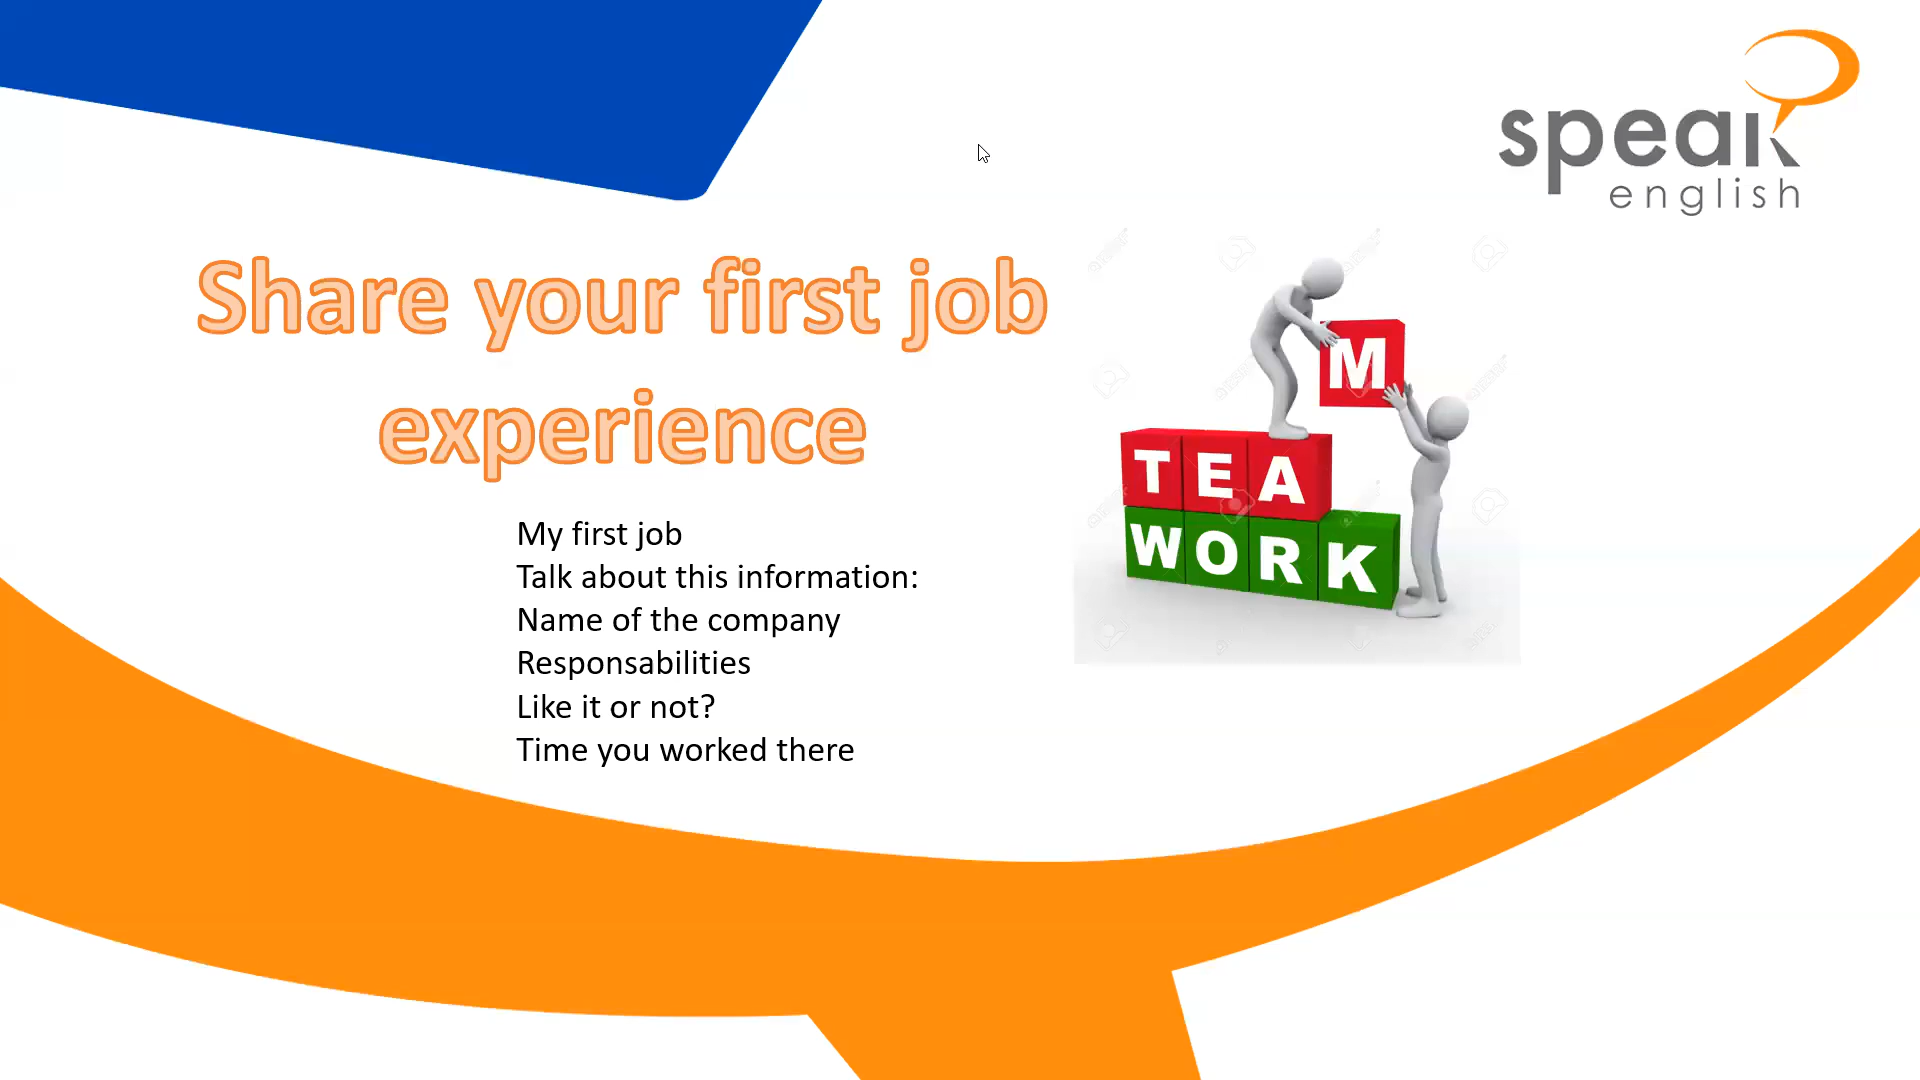 speak
english
Share your first job
experience
M
TEA
WORK
My first job
Talk about this information:
Name of the company
Responsabilities
Like it or not?
Time you worked there